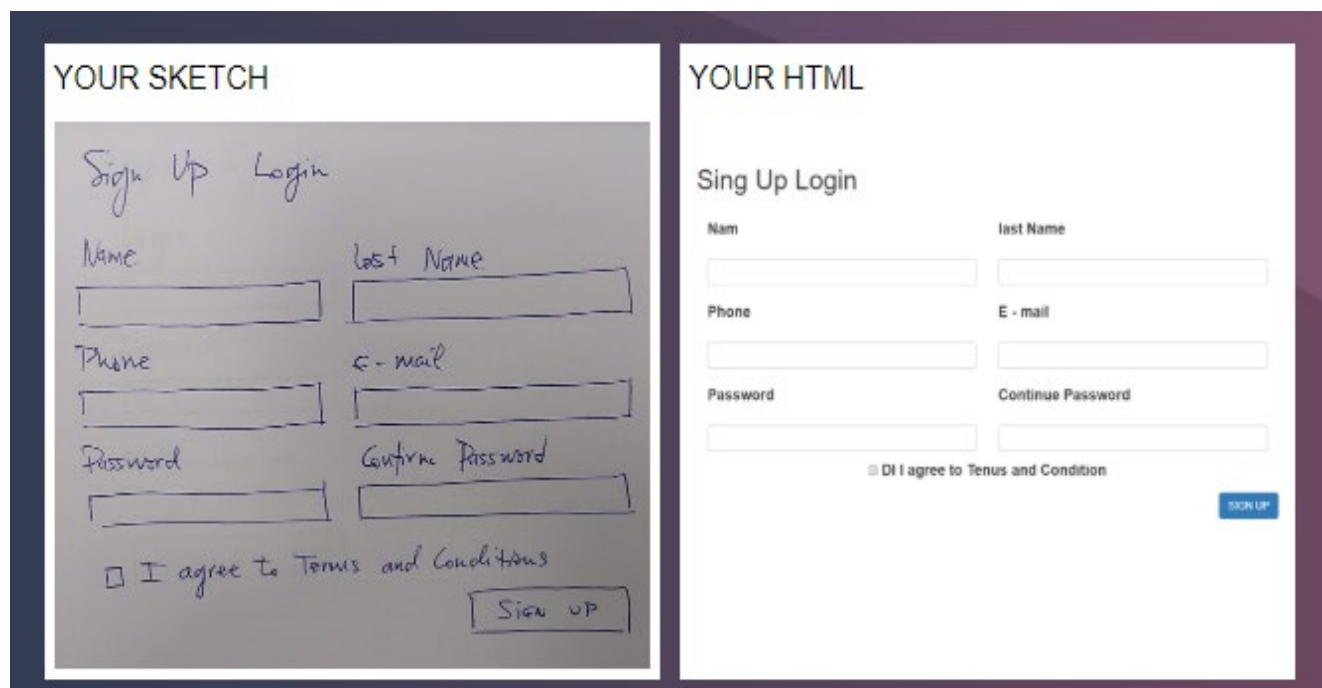 YOUR SKETCH
Sign Up Login
Name
last Name
Phone
E-mail
Password
Confirm Password
I agree to Terms and Conditions
SIGN UP
YOUR HTML
Sing Up Login
Nam
last Name
Phone
E - mail
Password
Continue Password
DI I agree to Tenus and Condition
SIGN UP